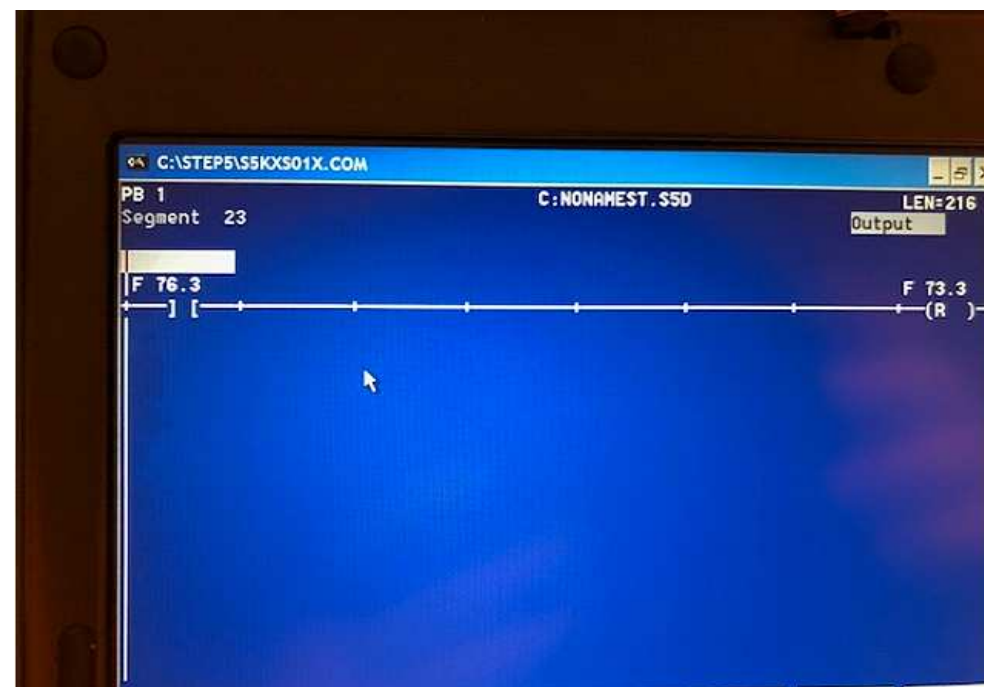 C:\STEP5\S5KXS01X.COM
PB 1 C:NONAMEST.S5D LEN=216
Segment 23 Output
F 76.3 F 73.3
] [ (R )